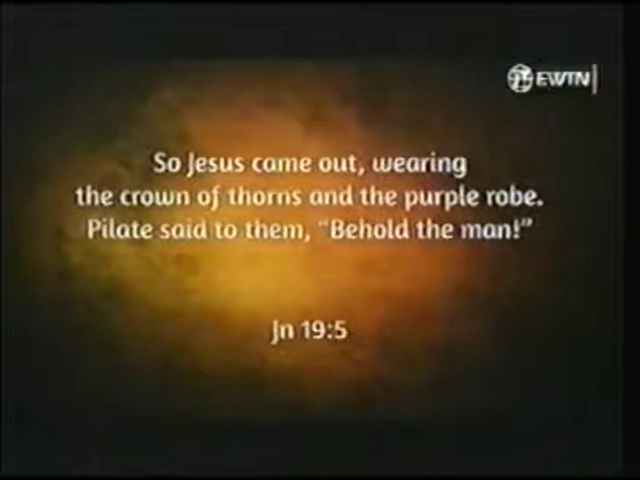 EWTN
So Jesus came out, wearing
the crown of thorns and the purple robe.
Pilate said to them, “Behold the man!”
Jn 19:5